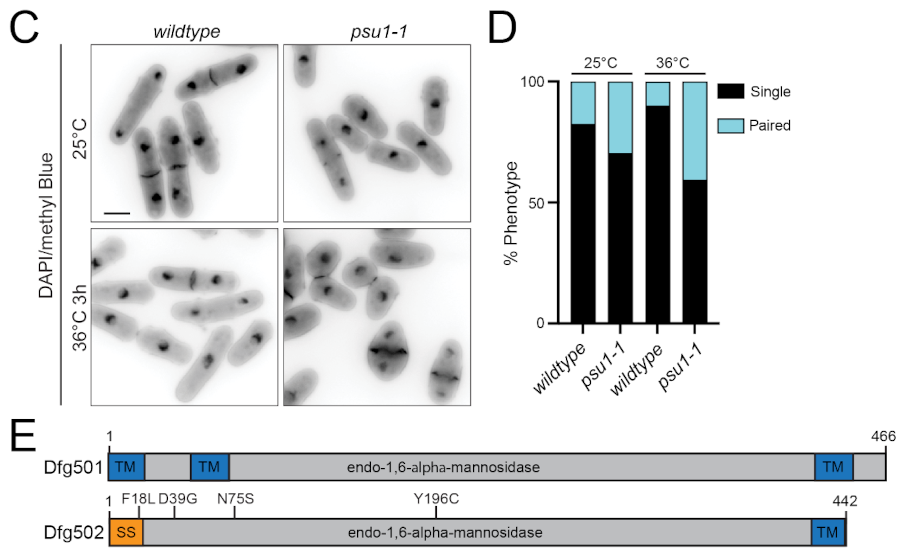 C
wildtype
psu1-1
DAPI/methyl Blue
25°C
36°C 3h
D
25°C 36°C
100
50
0
% Phenotype
Single
Paired
wildtype
psu1-1
wildtype
psu1-1
E
1 466
Dfg501 TM TM endo-1,6-alpha-mannosidase TM
1 F18L D39G N75S Y196C 442
Dfg502 SS endo-1,6-alpha-mannosidase TM